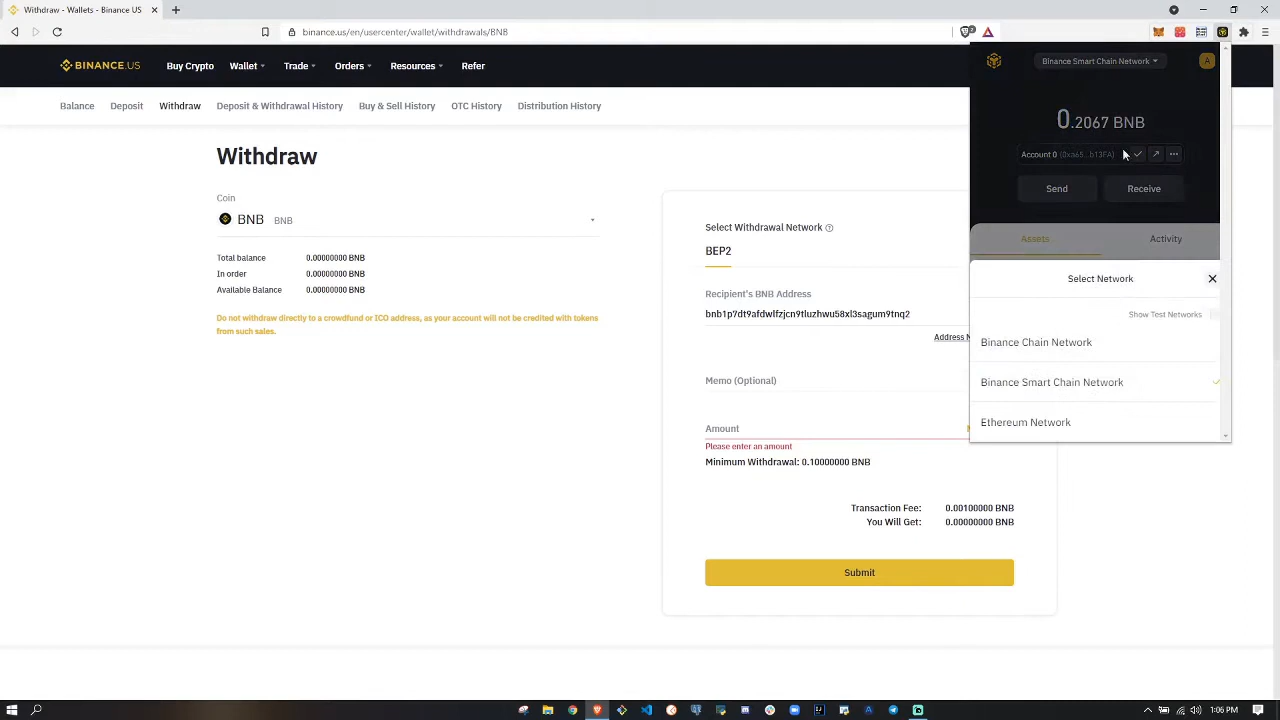 Withdraw - Wallets - Binance US
binance.us/en/usercenter/wallet/withdrawals/BNB
BINANCE.US
Buy Crypto
Wallet
Trade
Orders
Resources
Refer
Balance
Deposit
Withdraw
Deposit & Withdrawal History
Buy & Sell History
OTC History
Distribution History
Withdraw
Coin
BNB BNB
Total balance 0.00000000 BNB
In order 0.00000000 BNB
Available Balance 0.00000000 BNB
Do not withdraw directly to a crowdfund or ICO address, as your account will not be credited with tokens
from such sales.
Select Withdrawal Network
BEP2
Recipient's BNB Address
bnb1p7dt9afdwlfzjcn9tluzhwu58xl3sagum9tnq2
Address
Memo (Optional)
Amount
Please enter an amount
Minimum Withdrawal: 0.10000000 BNB
Transaction Fee: 0.00100000 BNB
You Will Get: 0.00000000 BNB
Submit
Binance Smart Chain Network
A
0.2067 BNB
Account 0 (0xa65...b13FA)
Send
Receive
Assets
Activity
Select Network
Show Test Networks
Binance Chain Network
Binance Smart Chain Network
Ethereum Network
1:06 PM